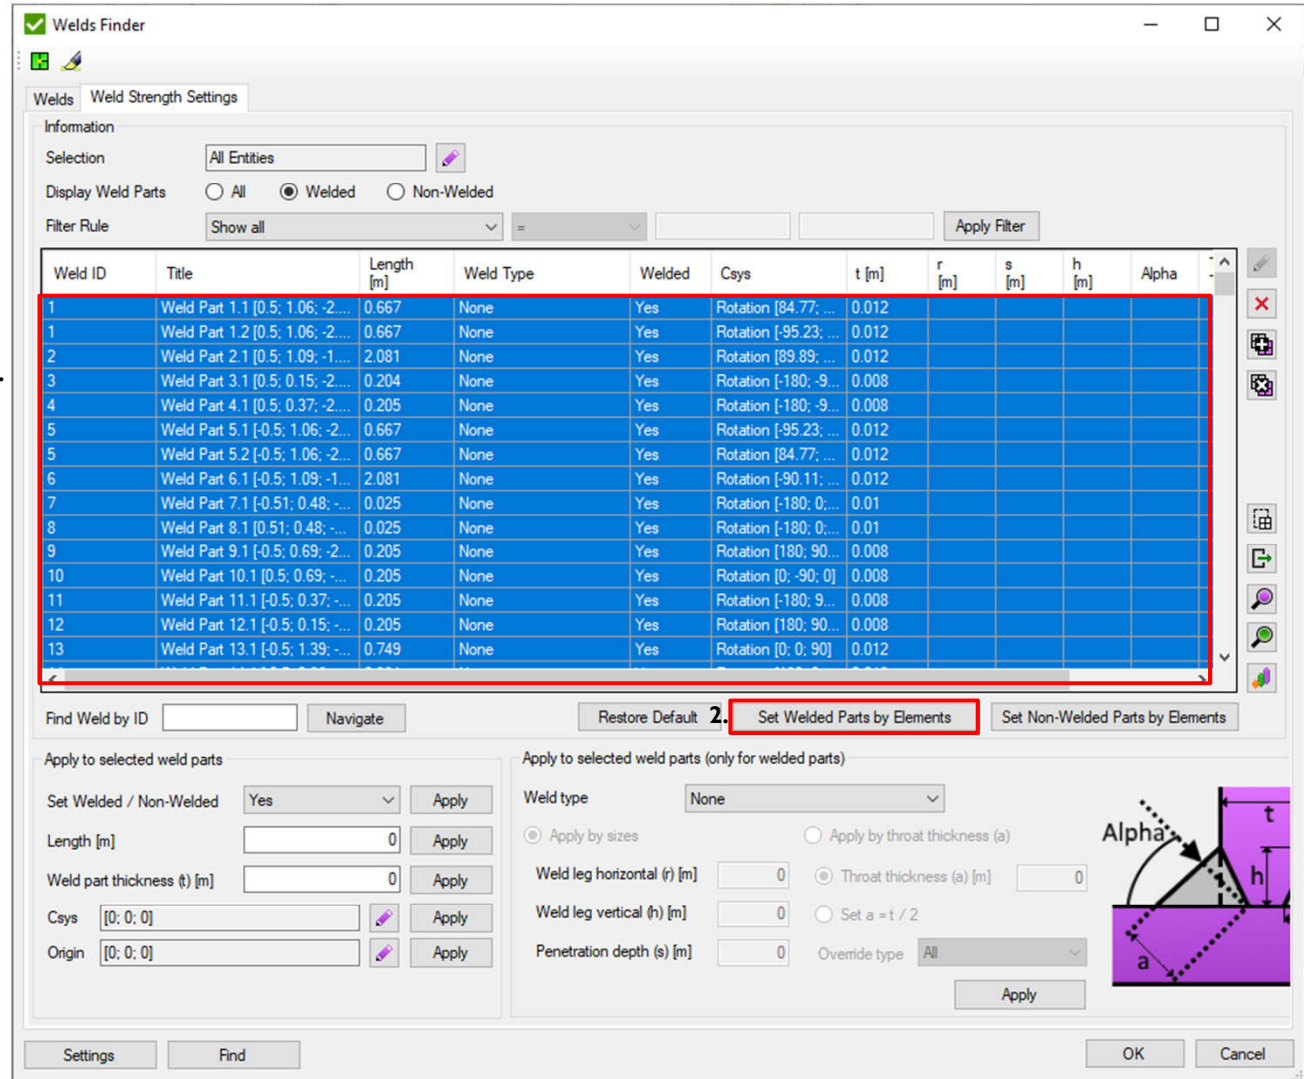 Welds Finder
Welds Weld Strength Settings
Information
Selection All Entities
Display Weld Parts All Welded Non-Welded
Filter Rule Show all = Apply Filter
Weld ID Title Length [m] Weld Type Welded Csys t [m] r [m] s [m] h [m] Alpha
1 Weld Part 1.1 [0.5; 1.06; -2.... 0.667 None Yes Rotation [84.77; ... 0.012
1 Weld Part 1.2 [0.5; 1.06; -2.... 0.667 None Yes Rotation [-95.23; ... 0.012
2 Weld Part 2.1 [0.5; 1.09; -1.... 2.081 None Yes Rotation [89.89; ... 0.012
3 Weld Part 3.1 [0.5; 0.15; -2.... 0.204 None Yes Rotation [-180; -9... 0.008
4 Weld Part 4.1 [0.5; 0.37; -2.... 0.205 None Yes Rotation [-180; -9... 0.008
5 Weld Part 5.1 [-0.5; 1.06; -2... 0.667 None Yes Rotation [-95.23; ... 0.012
5 Weld Part 5.2 [-0.5; 1.06; -2... 0.667 None Yes Rotation [84.77; ... 0.012
6 Weld Part 6.1 [-0.5; 1.09; -1... 2.081 None Yes Rotation [-90.11; ... 0.012
7 Weld Part 7.1 [-0.51; 0.48; -... 0.025 None Yes Rotation [-180; 0;... 0.01
8 Weld Part 8.1 [0.51; 0.48; -... 0.025 None Yes Rotation [-180; 0;... 0.01
9 Weld Part 9.1 [-0.5; 0.69; -2... 0.205 None Yes Rotation [180; 90... 0.008
10 Weld Part 10.1 [0.5; 0.69; -... 0.205 None Yes Rotation [0; -90; 0] 0.008
11 Weld Part 11.1 [-0.5; 0.37; -... 0.205 None Yes Rotation [-180; 9... 0.008
12 Weld Part 12.1 [-0.5; 0.15; -... 0.205 None Yes Rotation [180; 90... 0.008
13 Weld Part 13.1 [-0.5; 1.39; -... 0.749 None Yes Rotation [0; 0; 90] 0.012
Find Weld by ID Navigate Restore Default 2. Set Welded Parts by Elements Set Non-Welded Parts by Elements
Apply to selected weld parts
Set Welded / Non-Welded Yes Apply
Length [m] 0 Apply
Weld part thickness (t) [m] 0 Apply
Csys [0; 0; 0] Apply
Origin [0; 0; 0] Apply
Apply to selected weld parts (only for welded parts)
Weld type None
Apply by sizes Apply by throat thickness (a)
Weld leg horizontal (r) [m] 0 Throat thickness (a) [m] 0
Weld leg vertical (h) [m] 0 Set a = t / 2
Penetration depth (s) [m] 0 Override type All
Apply
Alpha t
h
a
Settings Find OK Cancel